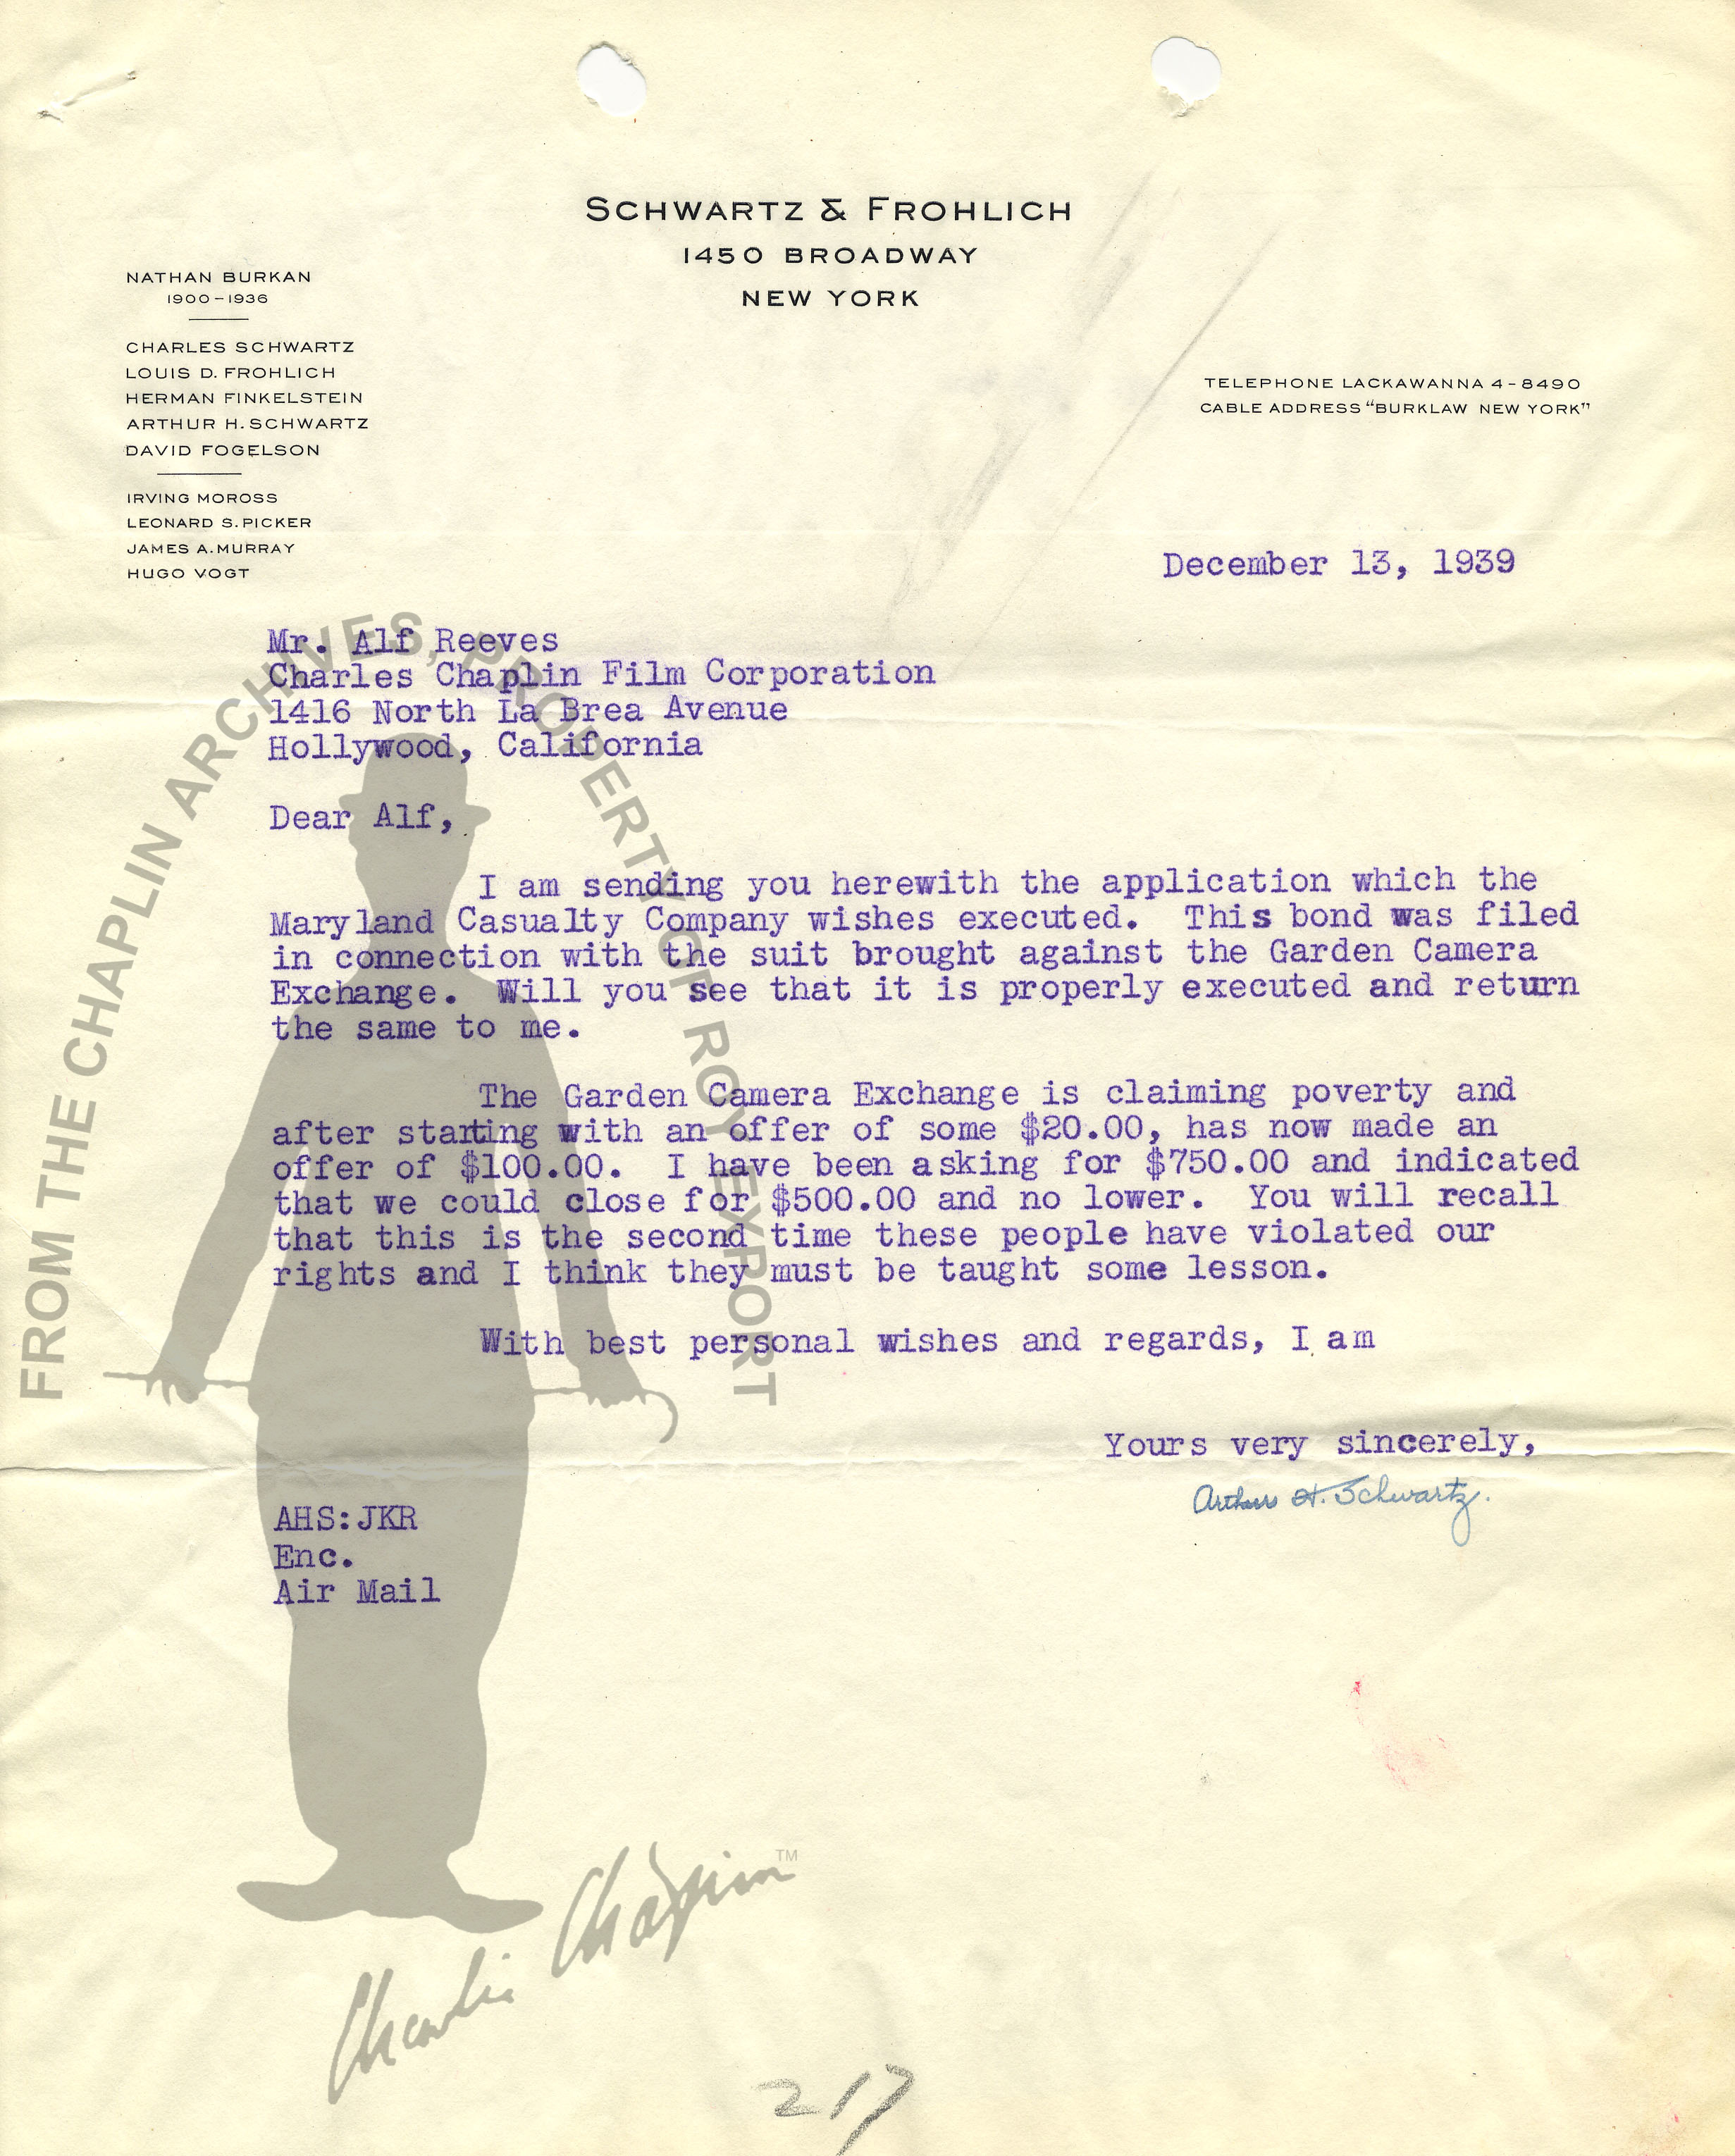 SCHWARTZ & FROHLICH
1450 BROADWAY
NEW YORK
NATHAN BURKAN
1900-1936
CHARLES SCHWARTZ
LOUIS D. FROHLICH
HERMAN FINKELSTEIN
ARTHUR H. SCHWARTZ
DAVID FOGELSON
IRVING MOROSS
LEONARD S. PICKER
JAMES A. MURRAY
HUGO VOGT
TELEPHONE LACKAWANNA 4-8490
CABLE ADDRESS "BURKLAW NEW YORK"
December 13, 1939
Mr. Alf Reeves
Charles Chaplin Film Corporation
1416 North La Brea Avenue
Hollywood, California
Dear Alf,
I am sending you herewith the application which the
Maryland Casualty Company wishes executed. This bond was filed
in connection with the suit brought against the Garden Camera
Exchange. Will you see that it is properly executed and return
the same to me.
The Garden Camera Exchange is claiming poverty and
after starting with an offer of some $20.00, has now made an
offer of $100.00. I have been asking for $750.00 and indicated
that we could close for $500.00 and no lower. You will recall
that this is the second time these people have violated our
rights and I think they must be taught some lesson.
With best personal wishes and regards, I am
Yours very sincerely,
Arthur H. Schwartz.
AHS:JKR
Enc.
Air Mail
FROM THE CHAPLIN ARCHIVES, PROPERTY OF ROY EXPORT
Charlie Chaplin TM
217